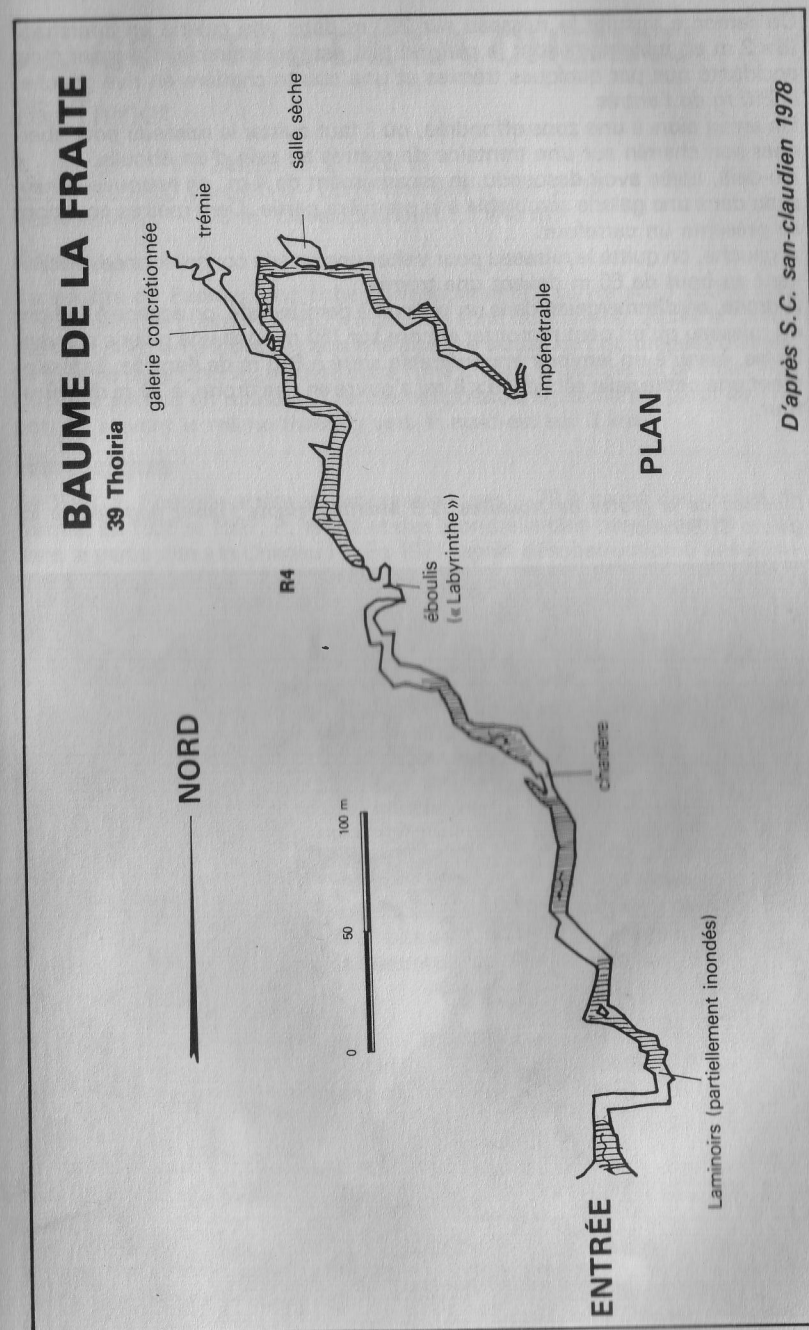 BAUME DE LA FRAITE
39 Thoiria
galerie concrétionnée
trémie
salle sèche
NORD
R4
éboulis
(« Labyrinthe »)
impénétrable
0
50
100 m
charnière
PLAN
ENTRÉE
Laminoirs (partiellement inondés)
D'après S.C. san-claudien 1978